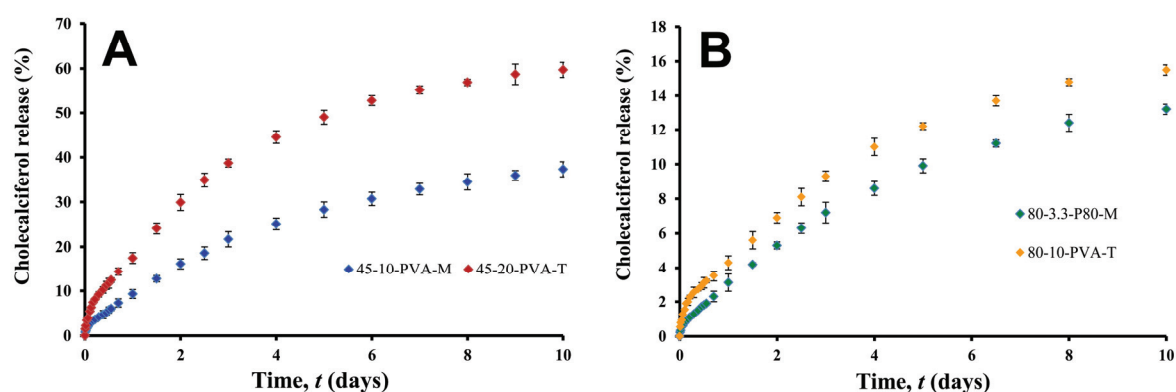 A
Cholecalciferol release (%)
70
60
50
40
30
20
10
0
45-10-PVA-M 45-20-PVA-T
0 2 4 6 8 10
Time, t (days)
B
Cholecalciferol release (%)
18
16
14
12
10
8
6
4
2
0
80-3.3-P80-M
80-10-PVA-T
0 2 4 6 8 10
Time, t (days)